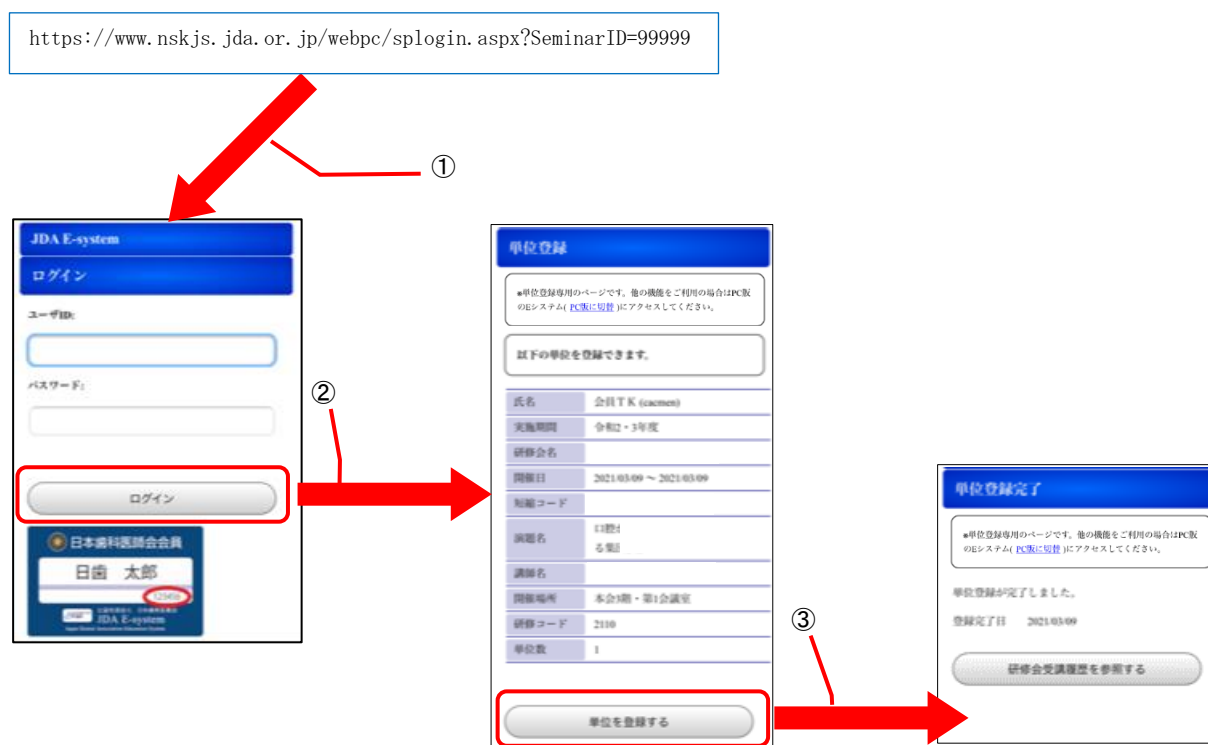 https://www.nskjs.jda.or.jp/webpc/splogin.aspx?SeminarID=99999
①
JDA E-system
ログイン
ユーザID:
パスワード:
ログイン
日本歯科医師会会員
日歯 太郎
123456
JDA E-system
②
単位登録
●単位登録専用のページです。他の機能をご利用の場合はPC版
のEシステム( PC版に切替 )にアクセスしてください。
以下の単位を登録できます。
氏名 会員TK (cacmen)
実施期間 令和2・3年度
研修会名
開催日 2021/03/09 ～ 2021/03/09
短縮コード
演題名 口腔
る集
講師名
開催場所 本会3階・第1会議室
研修コード 2110
単位数 1
単位を登録する
③
単位登録完了
●単位登録専用のページです。他の機能をご利用の場合はPC版
のEシステム( PC版に切替 )にアクセスしてください。
単位登録が完了しました。
登録完了日 2021/03/09
研修会受講履歴を参照する